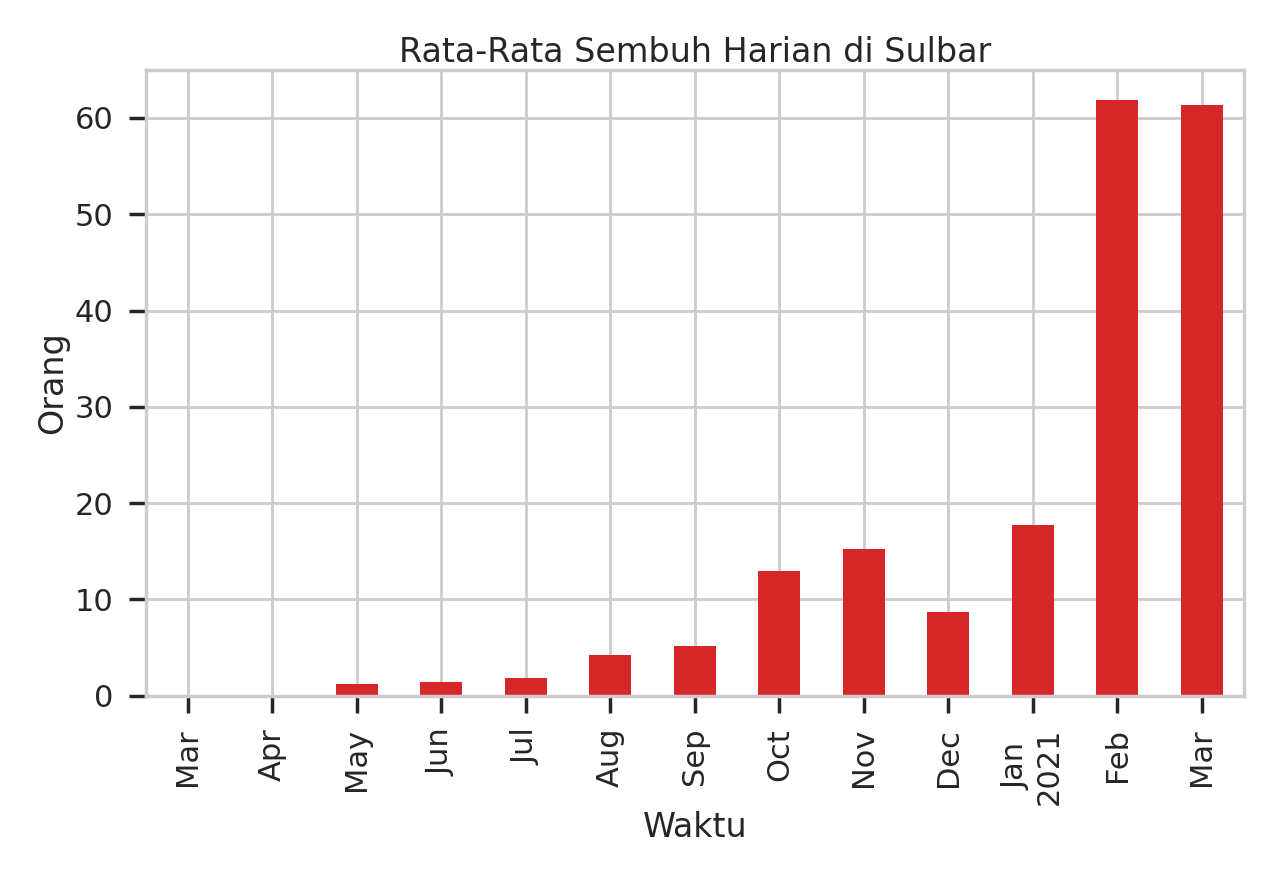 Rata-Rata Sembuh Harian di Sulbar
Orang
60
50
40
30
20
10
0
Mar
Apr
May
Jun
Jul
Aug
Sep
Oct
Nov
Dec
Jan
2021
Feb
Mar
Waktu